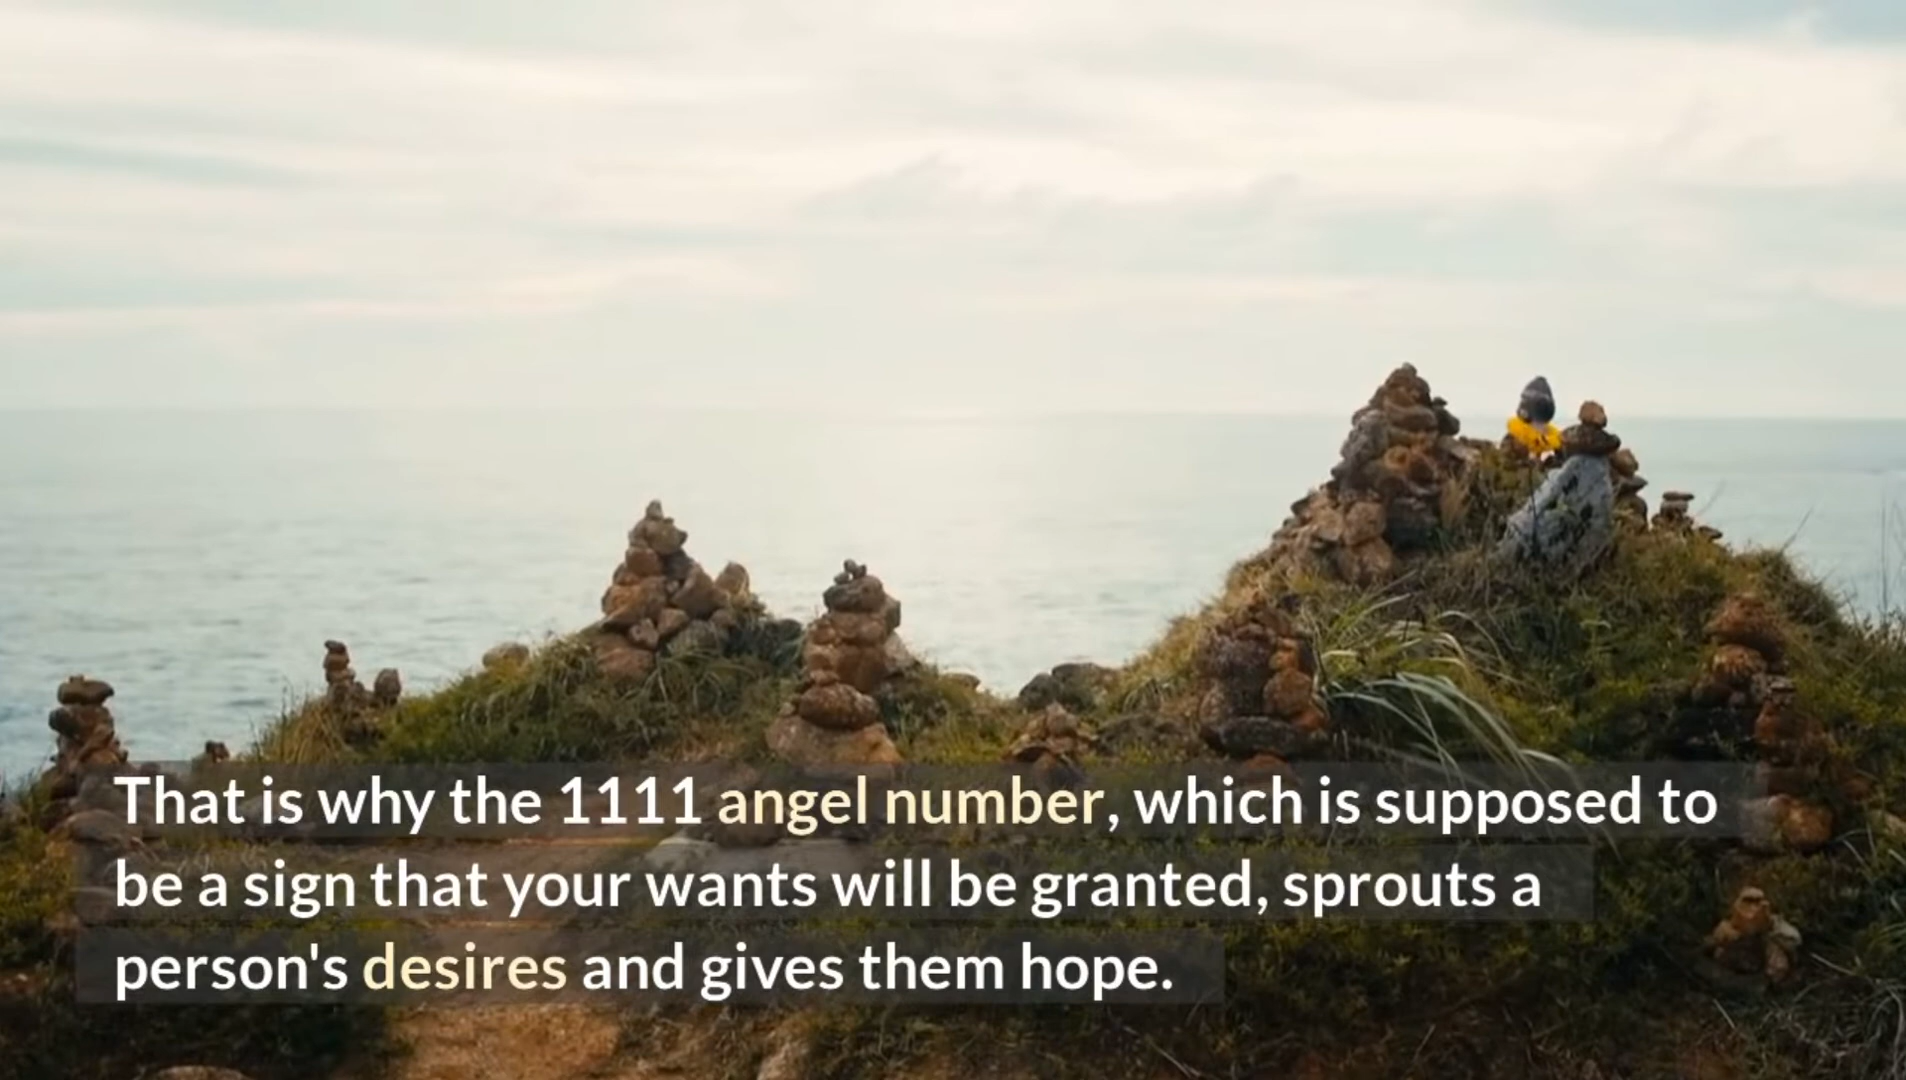 That is why the 1111 angel number, which is supposed to
be a sign that your wants will be granted, sprouts a
person's desires and gives them hope.